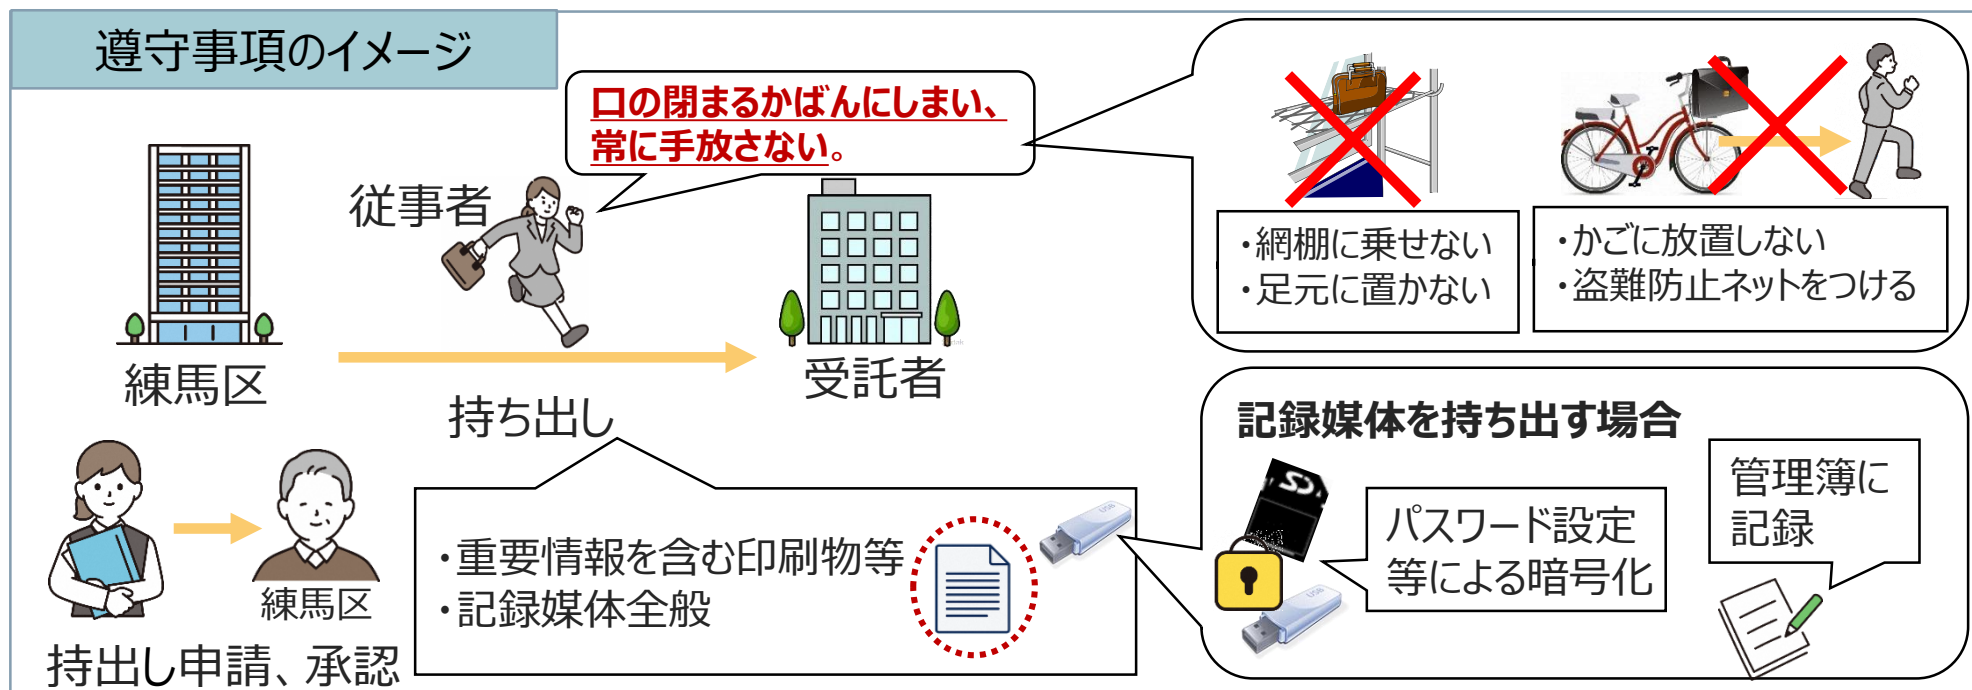 遵守事項のイメージ
口の閉まるかばんにしまい、
常に手放さない。
従事者
練馬区
受託者
持ち出し
・網棚に乗せない
・足元に置かない
・かごに放置しない
・盗難防止ネットをつける
練馬区
持出し申請、承認
・重要情報を含む印刷物等
・記録媒体全般
USB
記録媒体を持ち出す場合
パスワード設定
等による暗号化
USB
管理簿に
記録